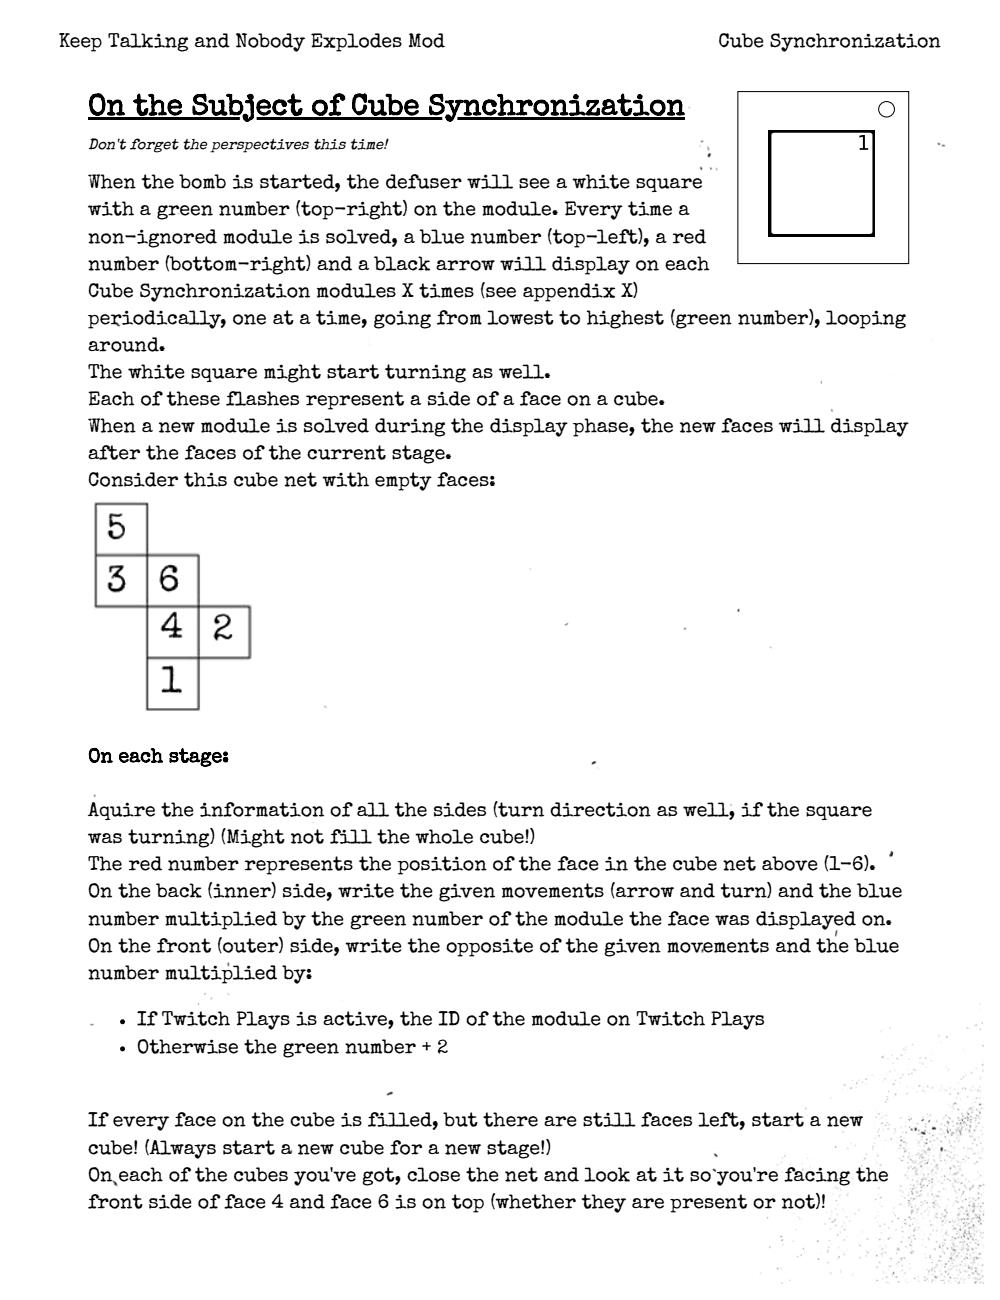 Keep Talking and Nobody Explodes Mod
Cube Synchronization
On the Subject of Cube Synchronization
Don't forget the perspectives this time!
1
When the bomb is started, the defuser will see a white square
with a green number (top-right) on the module. Every time a
non-ignored module is solved, a blue number (top-left), a red
number (bottom-right) and a black arrow will display on each
Cube Synchronization modules X times (see appendix X)
periodically, one at a time, going from lowest to highest (green number), looping
around.
The white square might start turning as well.
Each of these flashes represent a side of a face on a cube.
When a new module is solved during the display phase, the new faces will display
after the faces of the current stage.
Consider this cube net with empty faces:
5
3 6
4 2
1
On each stage:
Aquire the information of all the sides (turn direction as well, if the square
was turning) (Might not fill the whole cube!)
The red number represents the position of the face in the cube net above (1-6).
On the back (inner) side, write the given movements (arrow and turn) and the blue
number multiplied by the green number of the module the face was displayed on.
On the front (outer) side, write the opposite of the given movements and the blue
number multiplied by:
• If Twitch Plays is active, the ID of the module on Twitch Plays
• Otherwise the green number + 2
If every face on the cube is filled, but there are still faces left, start a new
cube! (Always start a new cube for a new stage!)
On each of the cubes you've got, close the net and look at it so you're facing the
front side of face 4 and face 6 is on top (whether they are present or not)!